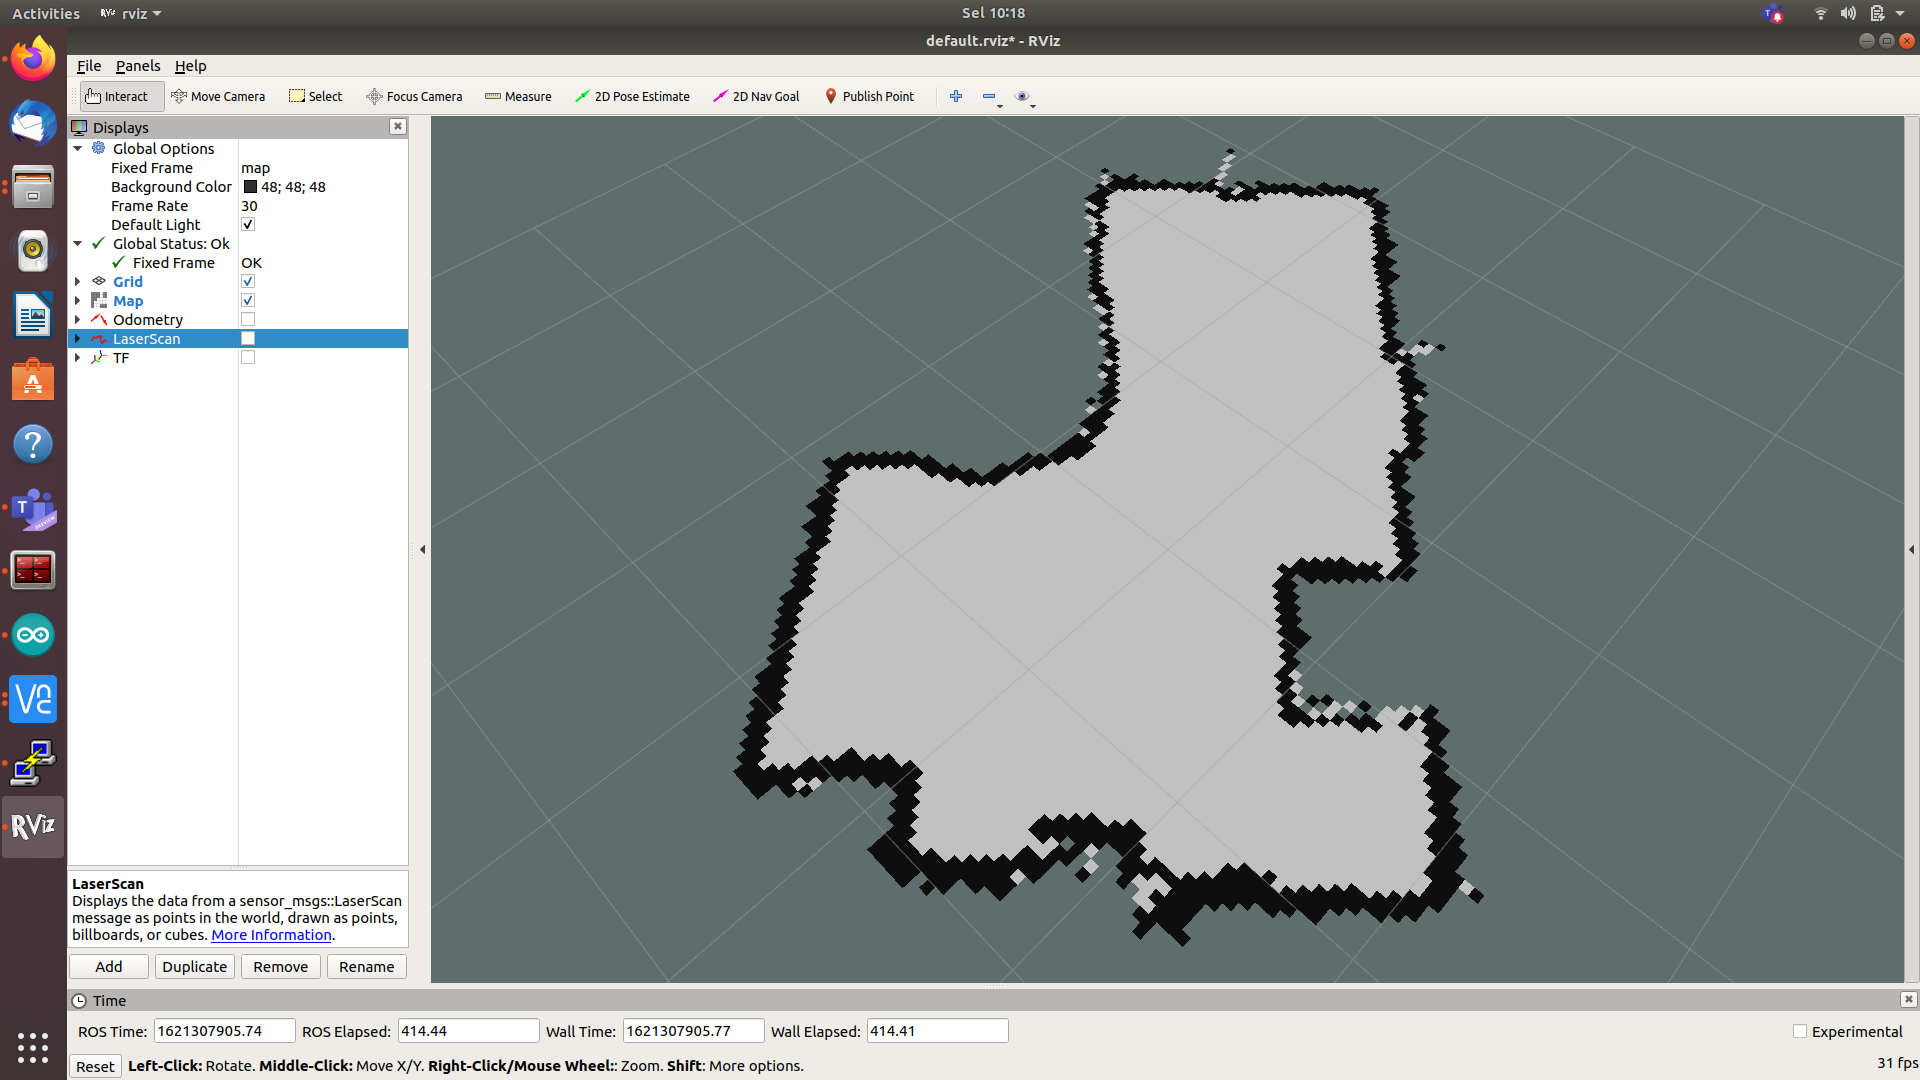 Activities RViz rviz Sel 10:18
default.rviz* - RViz
File Panels Help
Interact Move Camera Select Focus Camera Measure 2D Pose Estimate 2D Nav Goal Publish Point
Displays
Global Options
Fixed Frame map
Background Color 48; 48; 48
Frame Rate 30
Default Light
Global Status: Ok
Fixed Frame OK
Grid
Map
Odometry
LaserScan
TF
LaserScan
Displays the data from a sensor_msgs::LaserScan
message as points in the world, drawn as points,
billboards, or cubes. More Information.
Add Duplicate Remove Rename
Time
ROS Time: 1621307905.74 ROS Elapsed: 414.44 Wall Time: 1621307905.77 Wall Elapsed: 414.41 Experimental
Reset Left-Click: Rotate. Middle-Click: Move X/Y. Right-Click/Mouse Wheel:: Zoom. Shift: More options. 31 fps
RViz